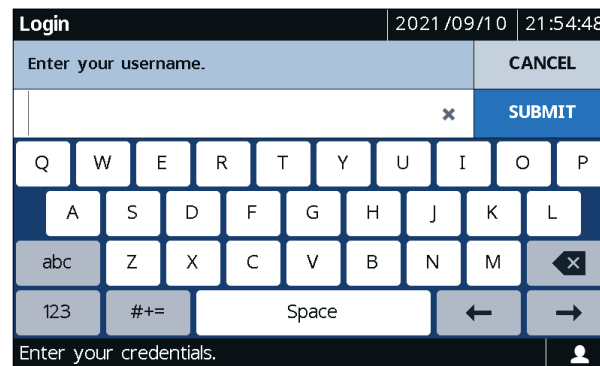 Login 2021/09/10 21:54:48
Enter your username. CANCEL
SUBMIT
Q W E R T Y U I O P
A S D F G H J K L
abc Z X C V B N M
123 #+= Space
Enter your credentials.